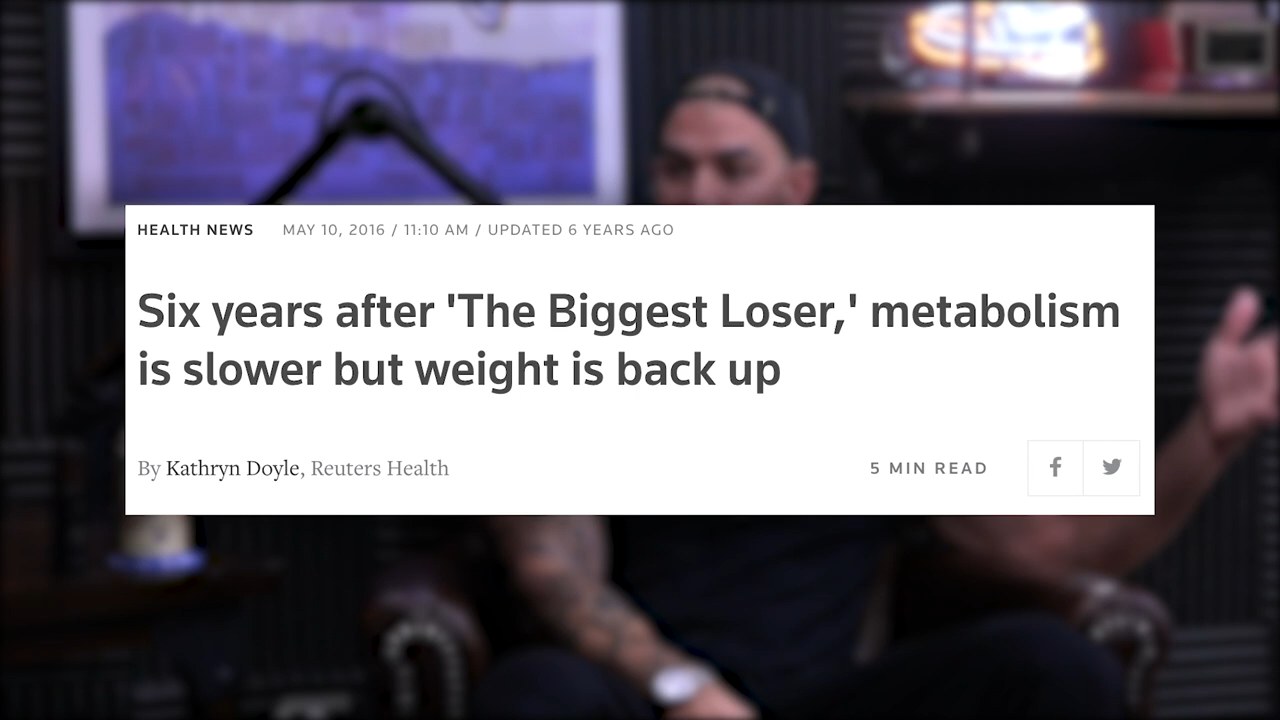 HEALTH NEWS MAY 10, 2016 / 11:10 AM / UPDATED 6 YEARS AGO
Six years after 'The Biggest Loser,' metabolism
is slower but weight is back up
By Kathryn Doyle, Reuters Health 5 MIN READ